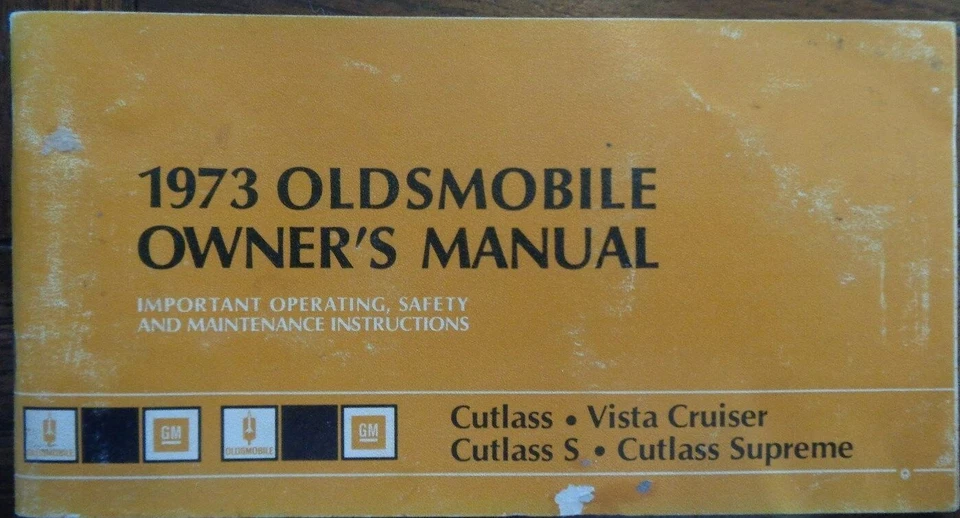 1973 OLDSMOBILE
OWNER'S MANUAL
IMPORTANT OPERATING, SAFETY
AND MAINTENANCE INSTRUCTIONS
OLDSMOBILE GM OLDSMOBILE GM
Cutlass • Vista Cruiser
Cutlass S • Cutlass Supreme